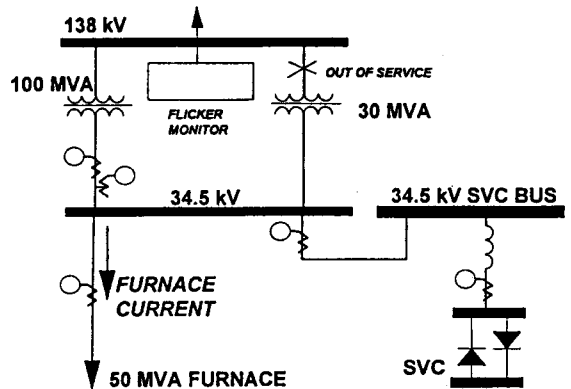 138 kV
100 MVA
OUT OF SERVICE
FLICKER
MONITOR
30 MVA
34.5 kV
34.5 kV SVC BUS
FURNACE
CURRENT
SVC
50 MVA FURNACE